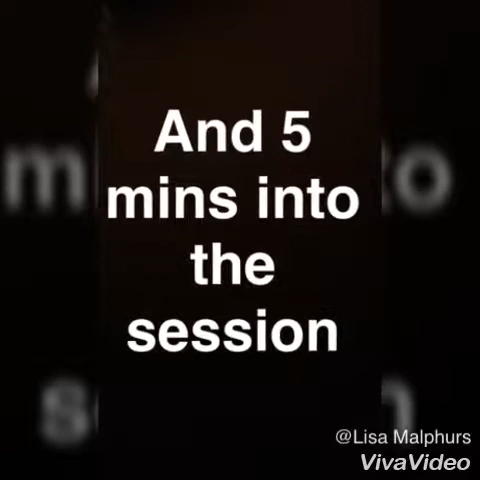 And 5
mins into
the
session
@Lisa Malphurs
VivaVideo